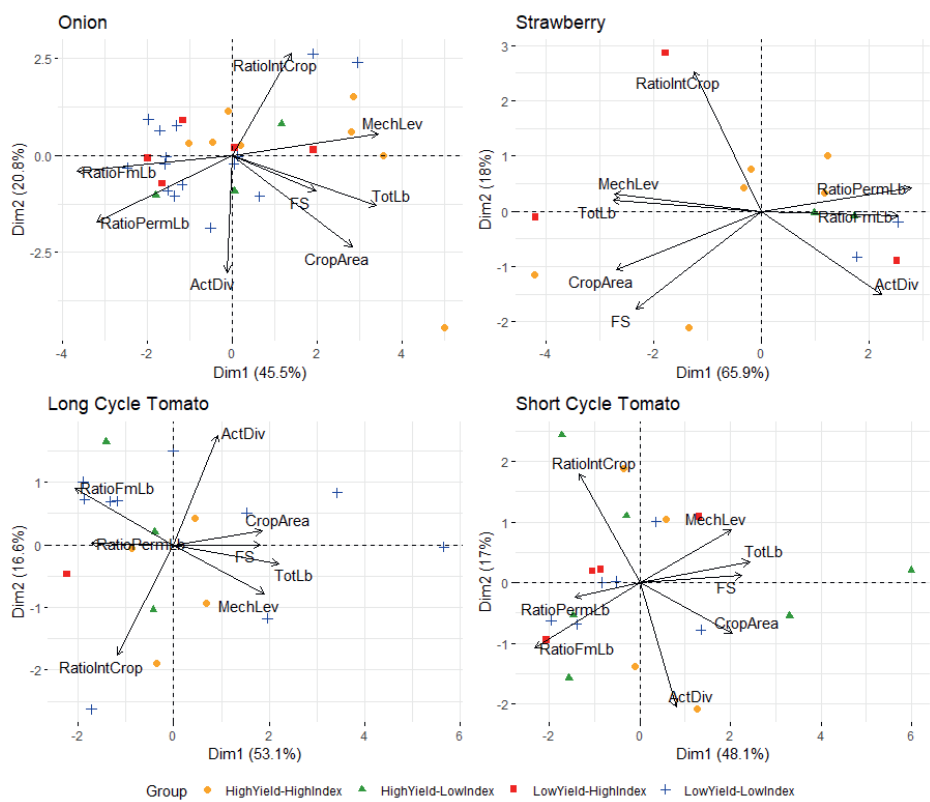 Onion
Strawberry
2.5
0.0
-2.5
Dim2 (20.8%)
RatioIntCrop
MechLev
RatioFmLb
RatioPermLb
FS
TotLb
CropArea
ActDiv
-4 -2 0 2 4
Dim1 (45.5%)
3
2
1
0
-1
-2
Dim2 (18%)
RatioIntCrop
MechLev
TotLb
RatioPermLb
RatioFmLb
CropArea
ActDiv
FS
-4 -2 0 2
Dim1 (65.9%)
Long Cycle Tomato
Short Cycle Tomato
1
0
-1
-2
Dim2 (16.6%)
ActDiv
RatioFmLb
CropArea
RatioPermLb
FS
TotLb
MechLev
RatioIntCrop
-2 0 2 4 6
Dim1 (53.1%)
2
1
0
-1
-2
Dim2 (17%)
RatioIntCrop
MechLev
TotLb
FS
RatioPermLb
CropArea
RatioFmLb
ActDiv
-2 0 2 4 6
Dim1 (48.1%)
Group HighYield-HighIndex HighYield-LowIndex LowYield-HighIndex LowYield-LowIndex